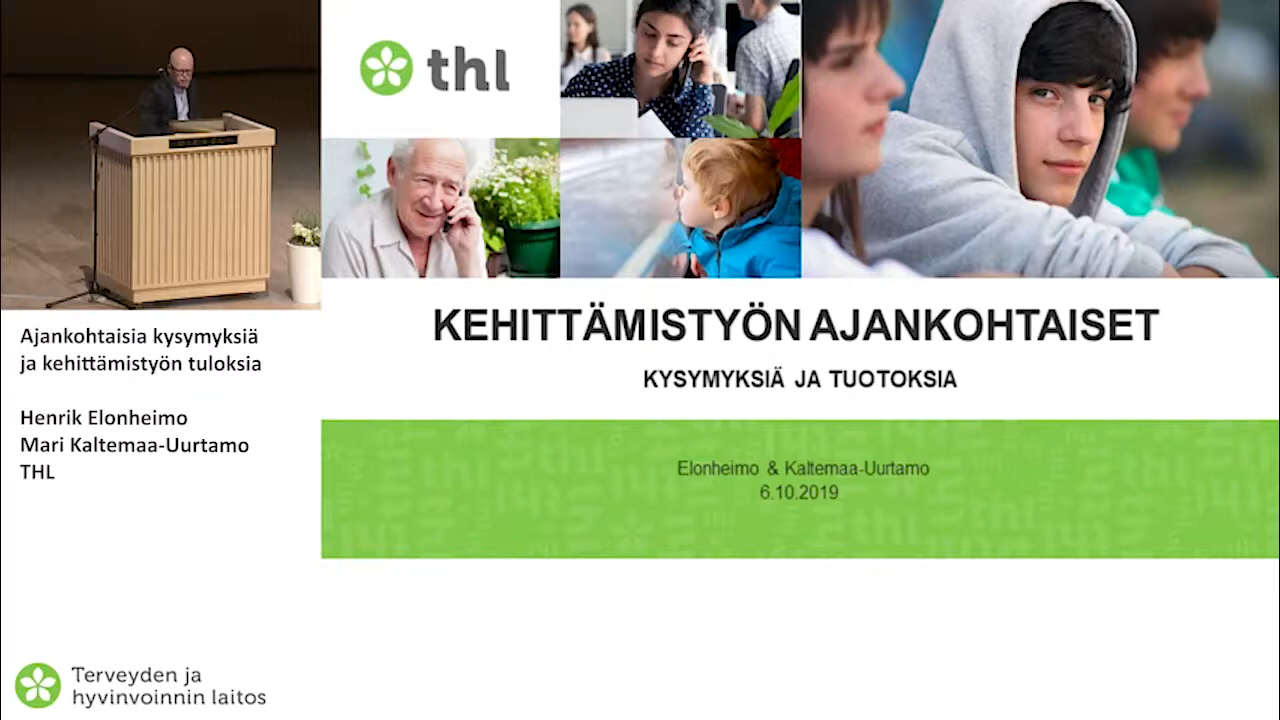 Ajankohtaisia kysymyksiä
ja kehittämistyön tuloksia
Henrik Elonheimo
Mari Kaltemaa-Uurtamo
THL
Terveyden ja
hyvinvoinnin laitos
thl
KEHITTÄMISTYÖN AJANKOHTAISET
KYSYMYKSIÄ JA TUOTOKSIA
Elonheimo & Kaltemaa-Uurtamo
6.10.2019